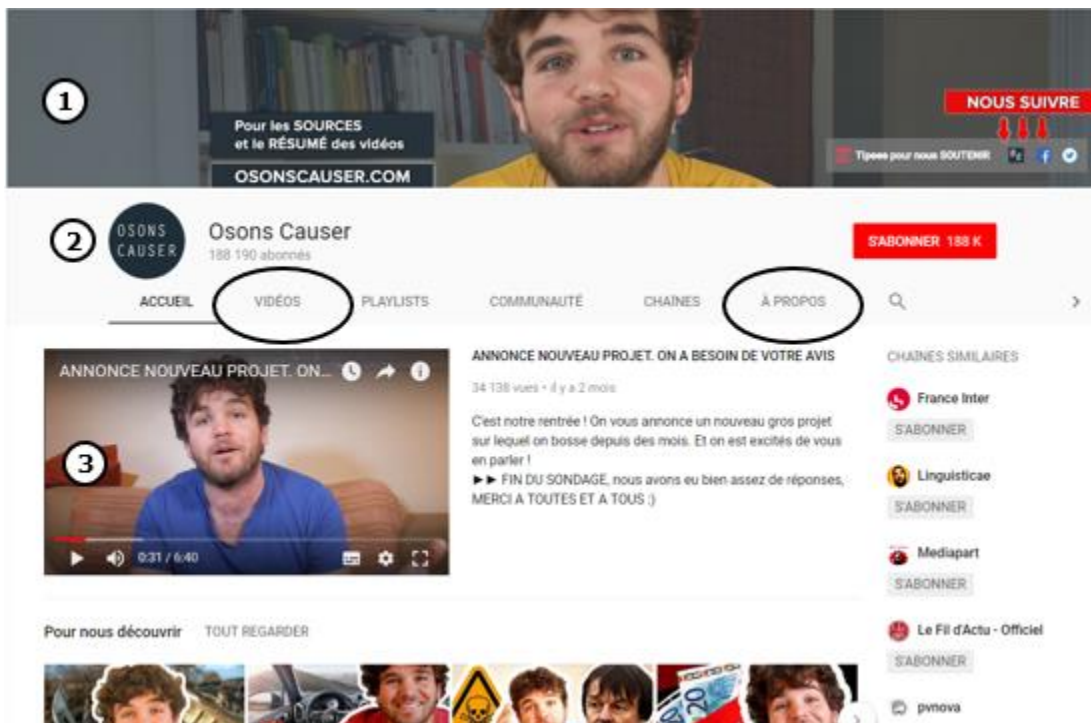 1
Pour les SOURCES
et le RÉSUMÉ des vidéos
OSONSCAUSER.COM
NOUS SUIVRE
Tipeee pour nous SOUTENIR
2
OSONS
CAUSER
Osons Causer
188 190 abonnés
S'ABONNER 188 K
ACCUEIL VIDÉOS PLAYLISTS COMMUNAUTÉ CHAÎNES À PROPOS
ANNONCE NOUVEAU PROJET. ON...
3
0:31 / 6:40
ANNONCE NOUVEAU PROJET. ON A BESOIN DE VOTRE AVIS
34 138 vues • il y a 2 mois
C'est notre rentrée ! On vous annonce un nouveau gros projet
sur lequel on bosse depuis des mois. Et on est excités de vous
en parler !
►► FIN DU SONDAGE, nous avons eu bien assez de réponses,
MERCI A TOUTES ET A TOUS :)
CHAÎNES SIMILAIRES
France Inter
S'ABONNER
Linguisticae
S'ABONNER
Mediapart
S'ABONNER
Le Fil d'Actu - Officiel
S'ABONNER
pvnova
Pour nous découvrir TOUT REGARDER
20
20